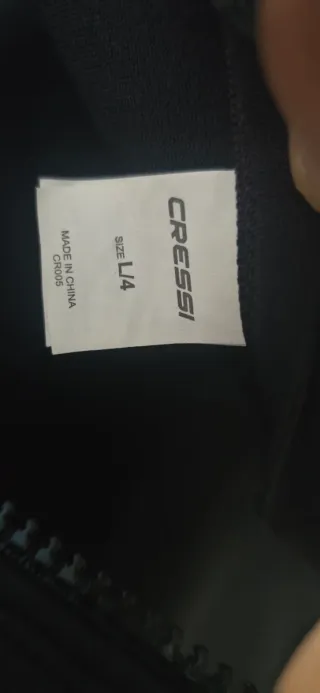 CRESSI
SIZE L/4
MADE IN CHINA
CR005